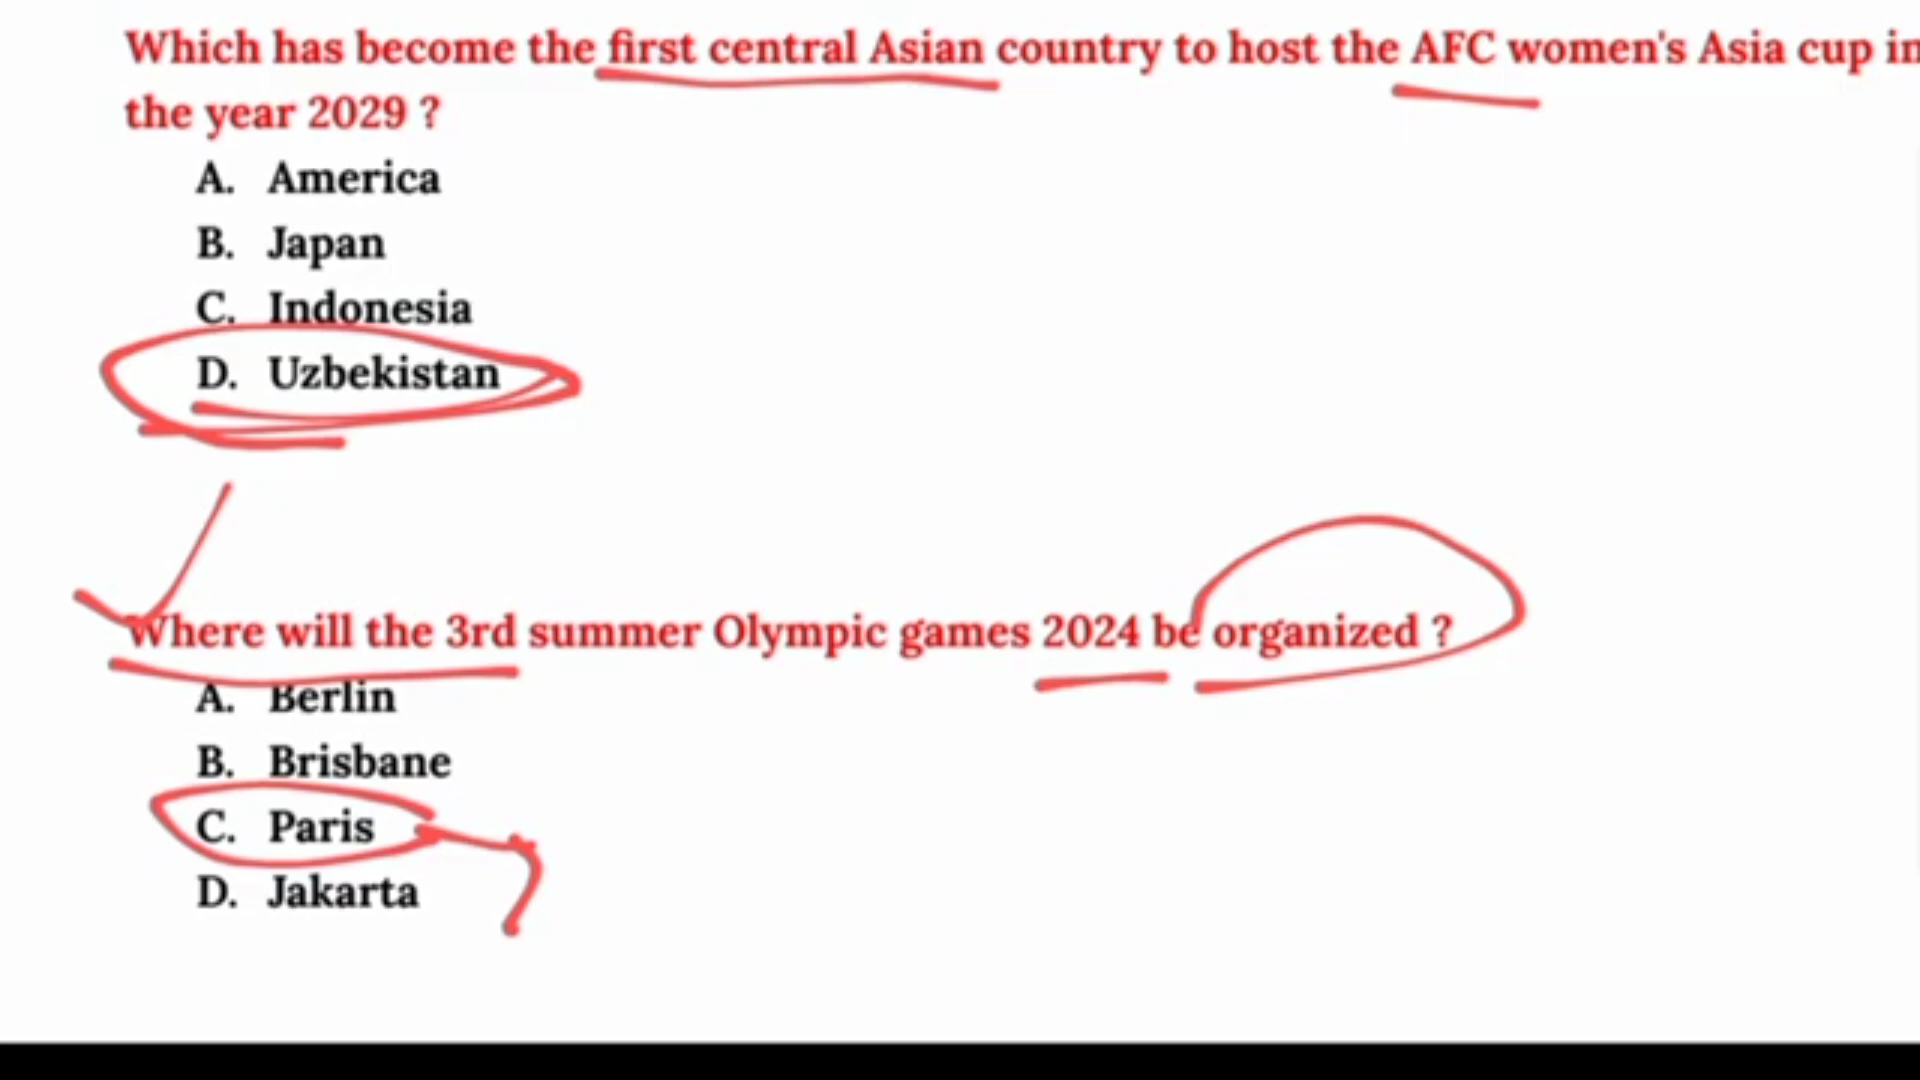 Which has become the first central Asian country to host the AFC women's Asia cup in
the year 2029 ?
A. America
B. Japan
C. Indonesia
D. Uzbekistan
Where will the 3rd summer Olympic games 2024 be organized ?
A. Berlin
B. Brisbane
C. Paris
D. Jakarta